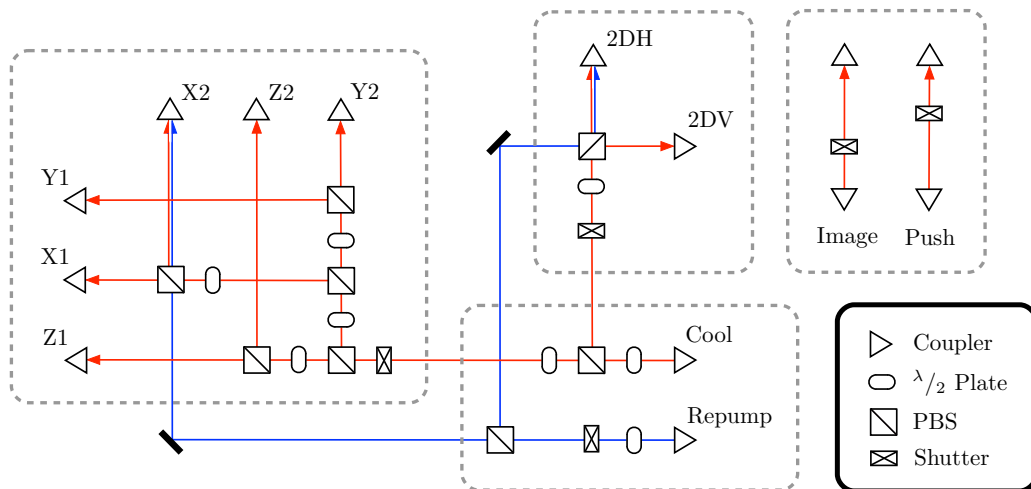 2DH
X2 Z2 Y2
2DV
Y1
Image Push
X1
Z1 Cool
Coupler
λ/2 Plate
Repump PBS
Shutter